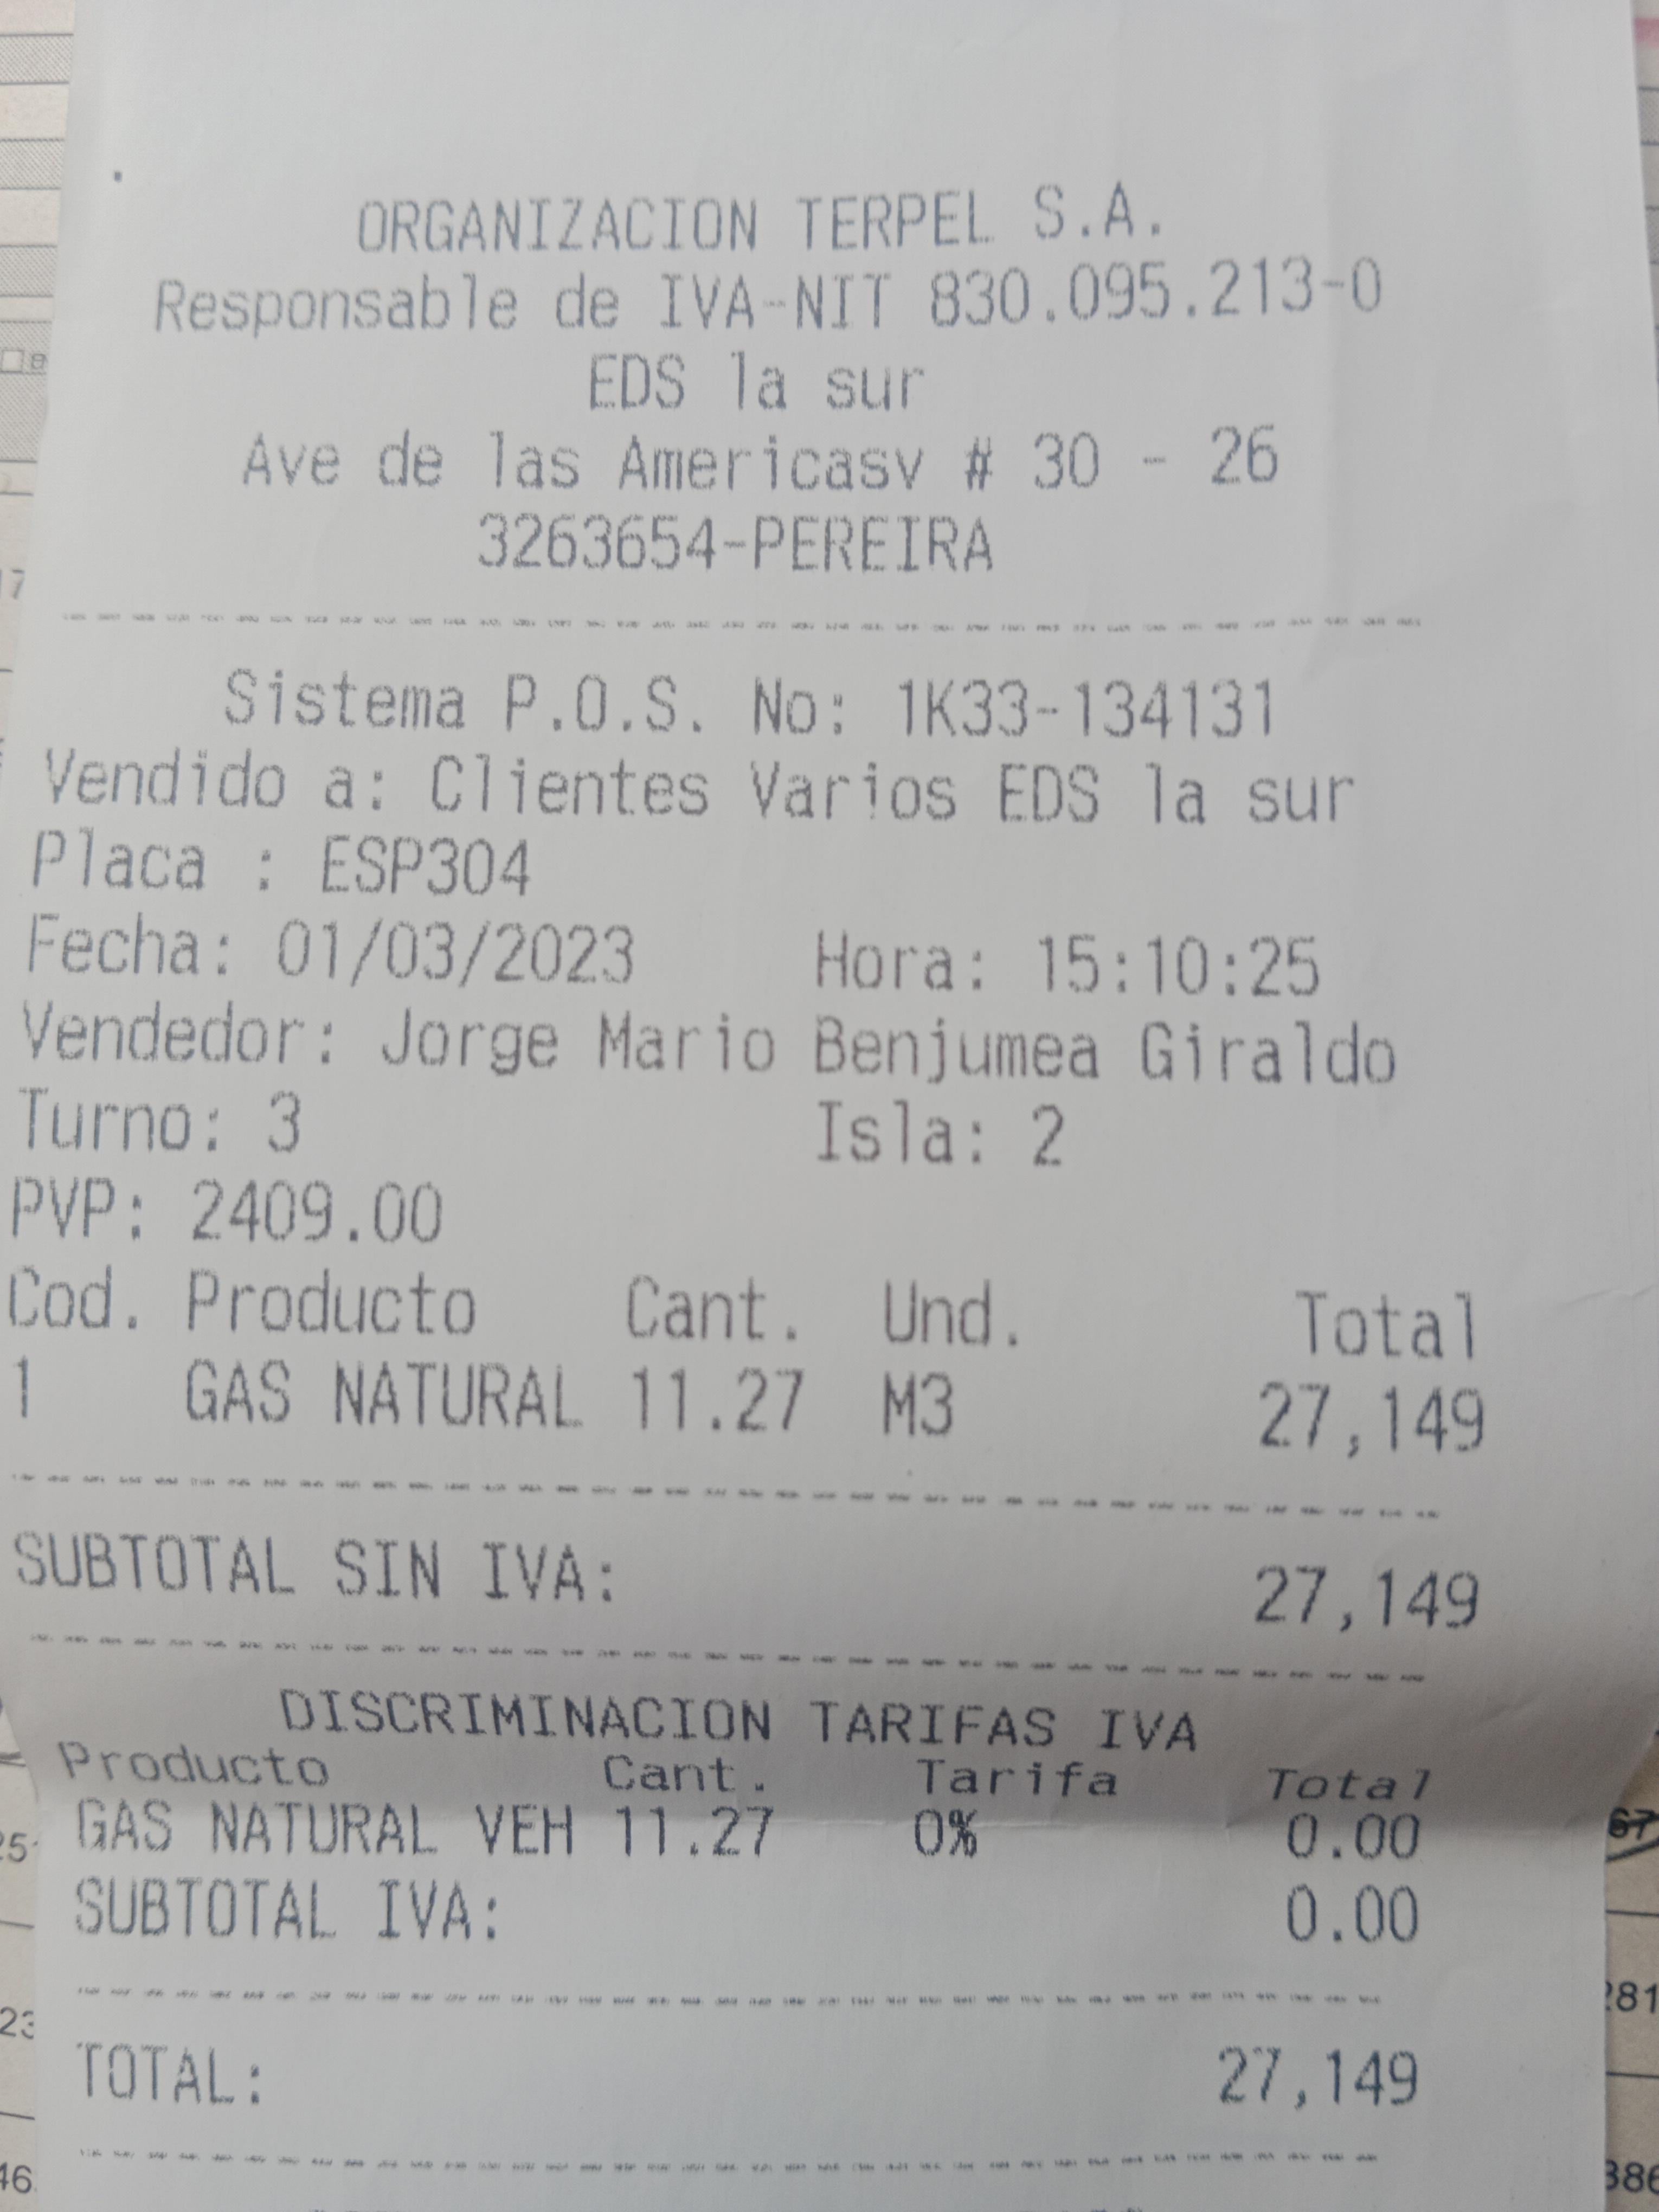 ORGANIZACION TERPEL S.A.
Responsable de IVA-NIT 830.095.213-0
EDS la sur
Ave de las Americasv # 30 - 26
3263654-PEREIRA
Sistema P.O.S. No: 1K33-134131
Vendido a: Clientes Varios EDS la sur
Placa : ESP304
Fecha: 01/03/2023 Hora: 15:10:25
Vendedor: Jorge Mario Benjumea Giraldo
Turno: 3 Isla: 2
PVP: 2409.00
Cod. Producto Cant. Und. Total
1 GAS NATURAL 11.27 M3 27,149
SUBTOTAL SIN IVA: 27,149
DISCRIMINACION TARIFAS IVA
Producto Cant. Tarifa Total
GAS NATURAL VEH 11.27 0% 0.00
SUBTOTAL IVA: 0.00
TOTAL: 27,149